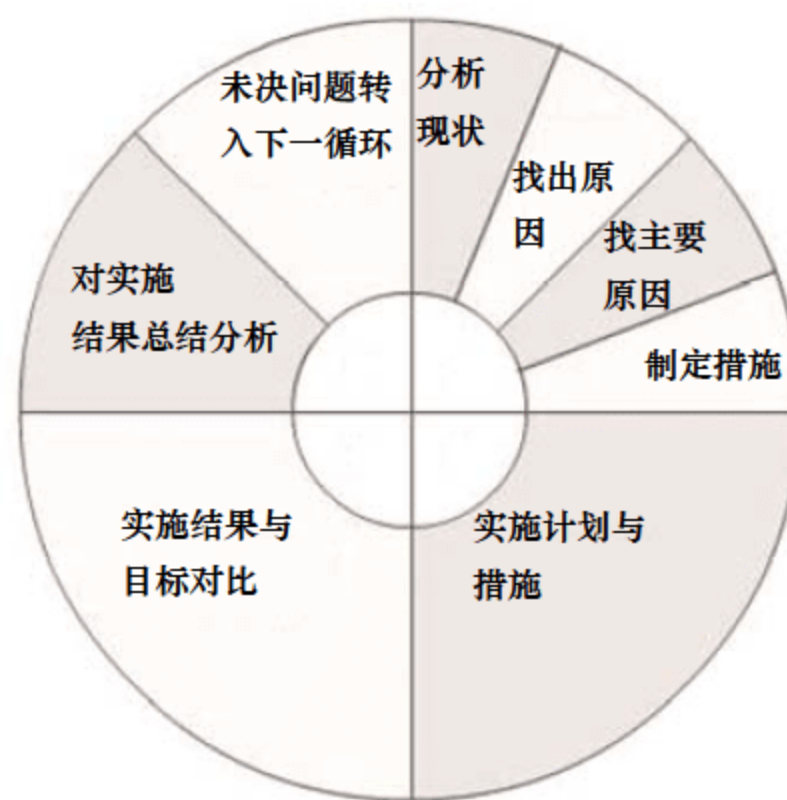 分析
现状
找出原
因
找主要
原因
制定措施
实施计划与
措施
实施结果与
目标对比
对实施
结果总结分析
未决问题转
入下一循环